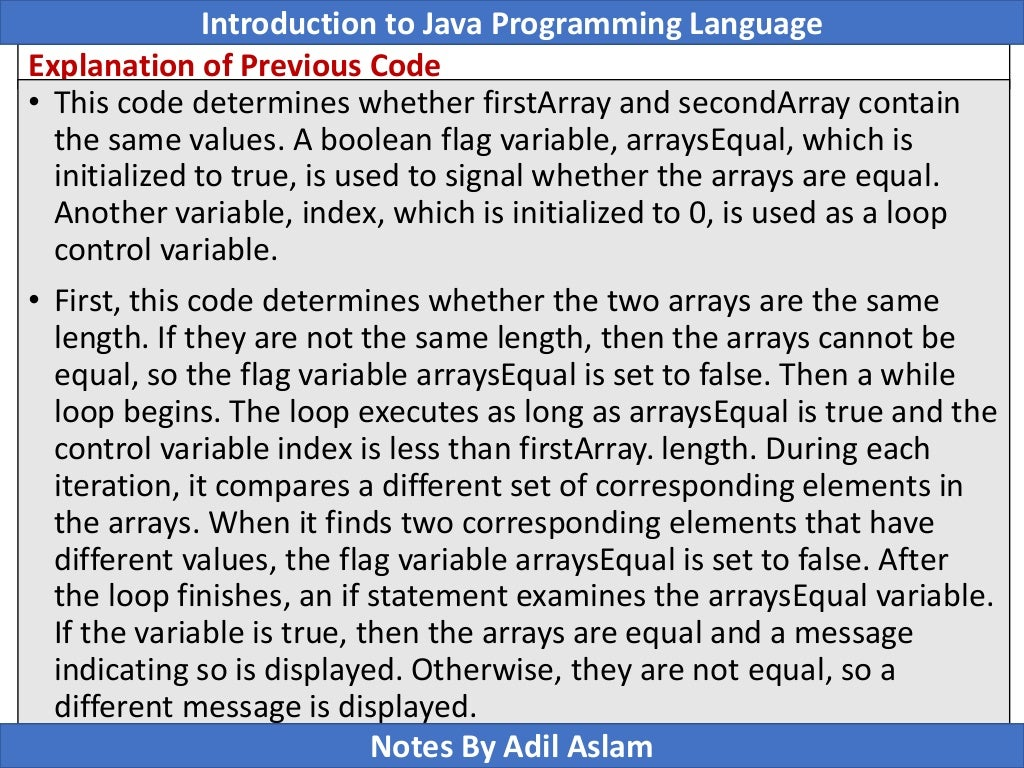 Introduction to Java Programming Language
Explanation of Previous Code
• This code determines whether firstArray and secondArray contain
the same values. A boolean flag variable, arraysEqual, which is
initialized to true, is used to signal whether the arrays are equal.
Another variable, index, which is initialized to 0, is used as a loop
control variable.
• First, this code determines whether the two arrays are the same
length. If they are not the same length, then the arrays cannot be
equal, so the flag variable arraysEqual is set to false. Then a while
loop begins. The loop executes as long as arraysEqual is true and the
control variable index is less than firstArray. length. During each
iteration, it compares a different set of corresponding elements in
the arrays. When it finds two corresponding elements that have
different values, the flag variable arraysEqual is set to false. After
the loop finishes, an if statement examines the arraysEqual variable.
If the variable is true, then the arrays are equal and a message
indicating so is displayed. Otherwise, they are not equal, so a
different message is displayed.
Notes By Adil Aslam